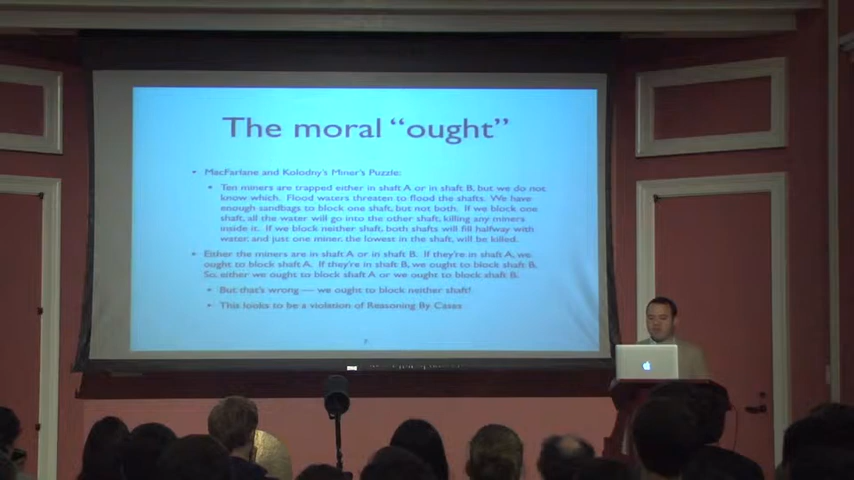 The moral “ought”
• MacFarlane and Kolodny's Miner's Puzzle:
• Ten miners are trapped either in shaft A or in shaft B, but we do not
know which. Flood waters threaten to flood the shafts. We have
enough sandbags to block one shaft, but not both. If we block one
shaft, all the water will go into the other shaft, killing any miners
inside it. If we block neither shaft, both shafts will fill halfway with
water, and just one miner, the lowest in the shaft, will be killed.
• Either the miners are in shaft A or in shaft B. If they're in shaft A, we
ought to block shaft A. If they're in shaft B, we ought to block shaft B.
So, either we ought to block shaft A or we ought to block shaft B.
• But that's wrong — we ought to block neither shaft!
• This looks to be a violation of Reasoning By Cases
7